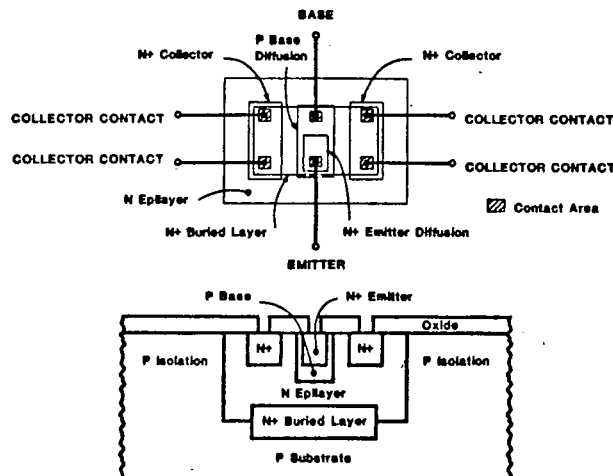 BASE
P Base
Diffusion
N+ Collector
N+ Collector
COLLECTOR CONTACT
COLLECTOR CONTACT
COLLECTOR CONTACT
COLLECTOR CONTACT
N Epilayer
N+ Buried Layer
N+ Emitter Diffusion
Contact Area
EMITTER
P Base
N+ Emitter
Oxide
P Isolation
N+
N+
P Isolation
N Epilayer
N+ Buried Layer
P Substrate